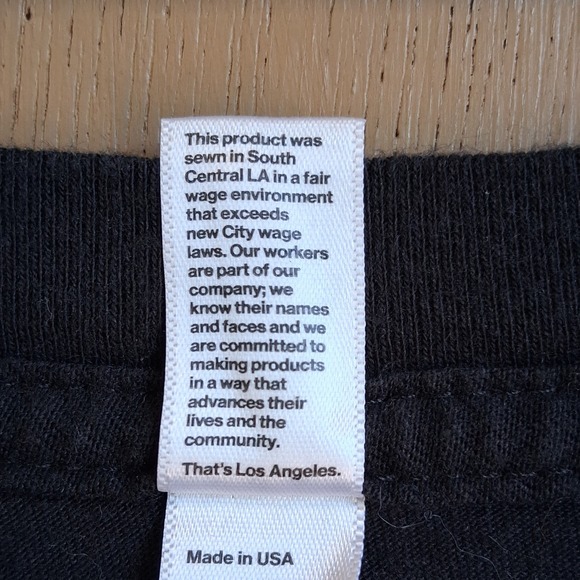 This product was
sewn in South
Central LA in a fair
wage environment
that exceeds
new City wage
laws. Our workers
are part of our
company; we
know their names
and faces and we
are committed to
making products
in a way that
advances their
lives and the
community.
That's Los Angeles.
Made in USA